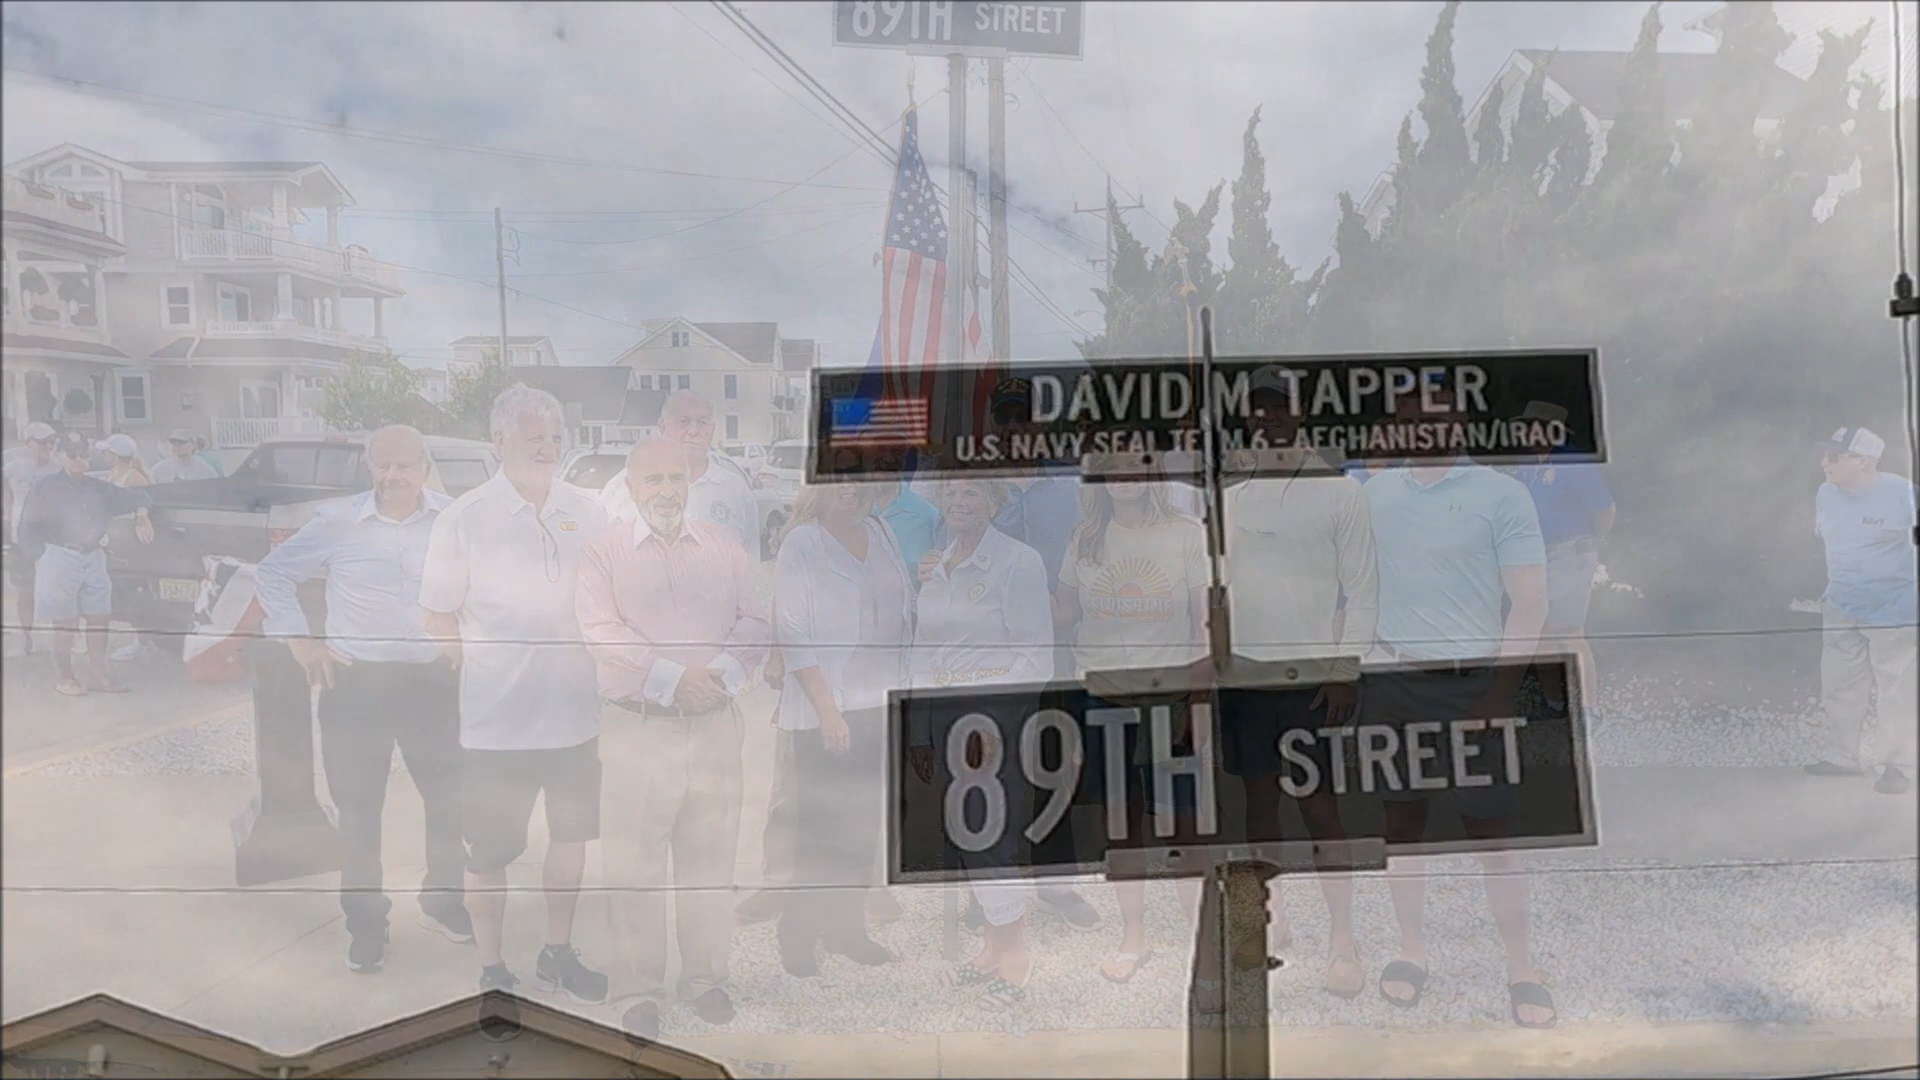 89TH STREET
DAVID M. TAPPER
U.S. NAVY SEAL TEAM 6 - AFGHANISTAN/IRAQ
89TH STREET